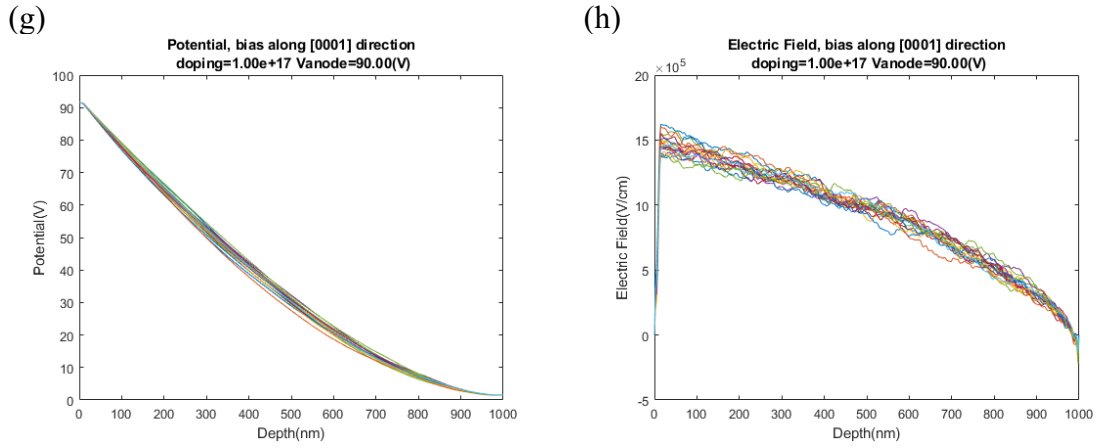 (g)
Potential, bias along [0001] direction
doping=1.00e+17 Vanode=90.00(V)
100
90
80
70
60
50
40
30
20
10
0
Potential(V)
0 100 200 300 400 500 600 700 800 900 1000
Depth(nm)
(h)
Electric Field, bias along [0001] direction
doping=1.00e+17 Vanode=90.00(V)
×10^5
20
15
10
5
0
-5
Electric Field(V/cm)
0 100 200 300 400 500 600 700 800 900 1000
Depth(nm)